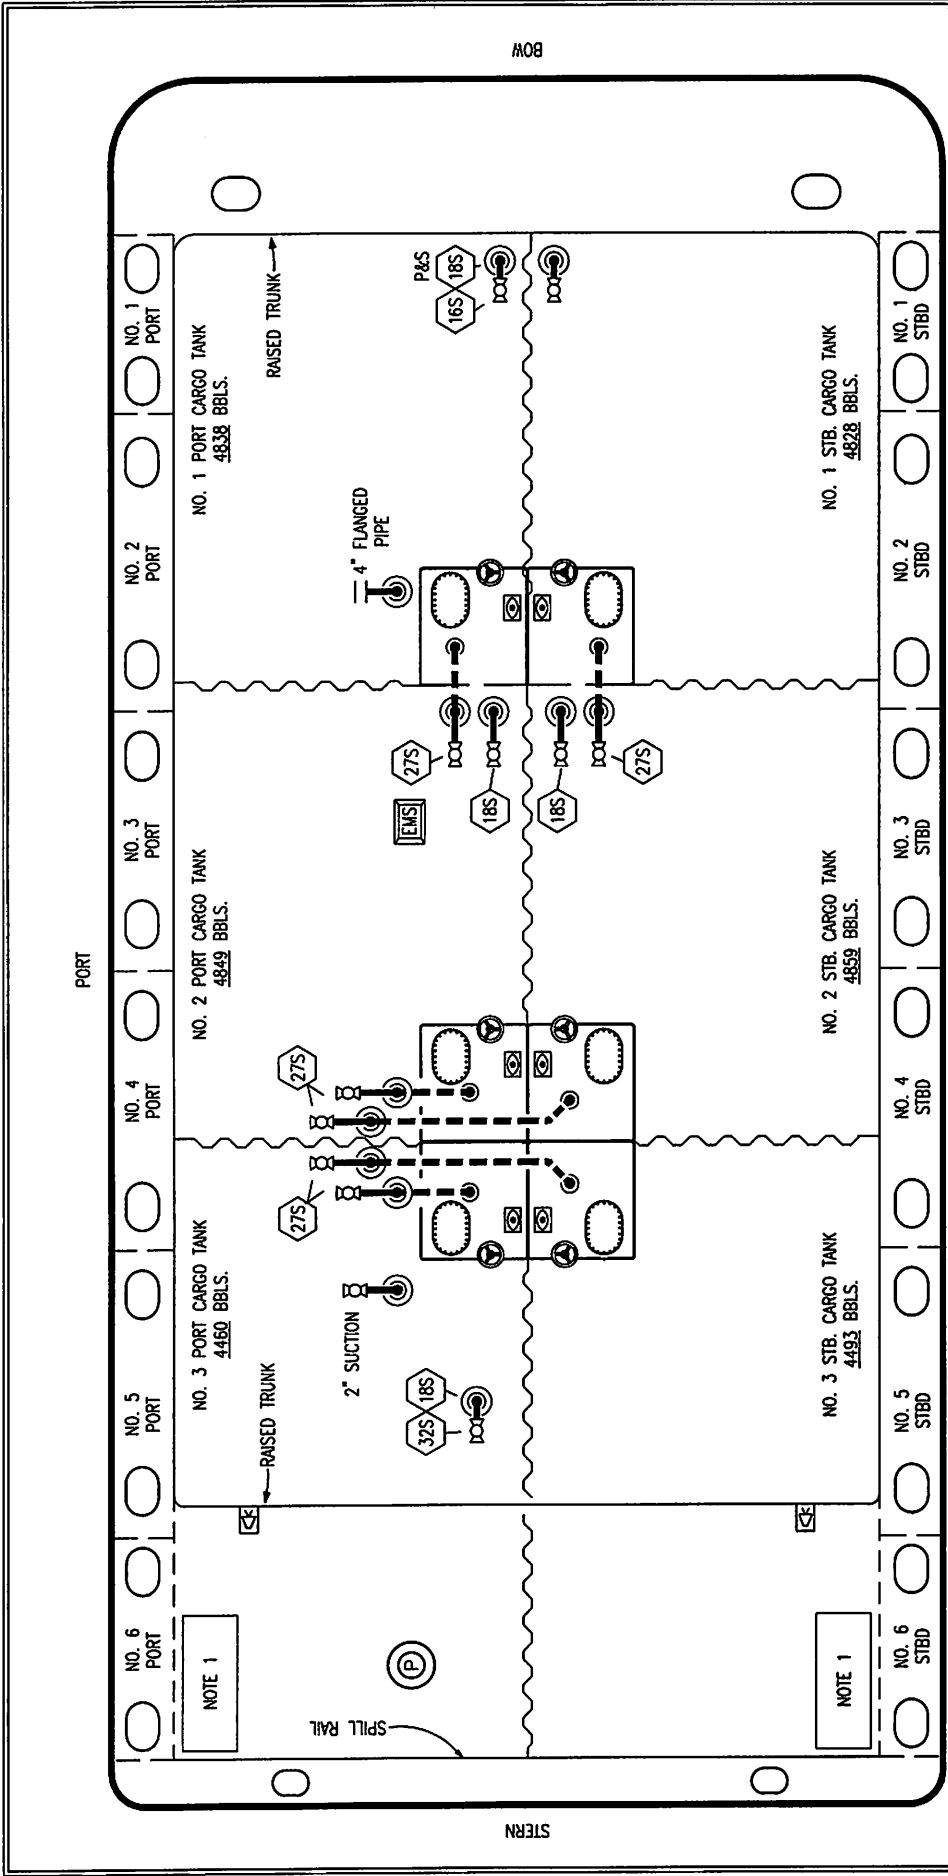 BOW
PORT
STERN
NO. 1
PORT
NO. 2
PORT
NO. 3
PORT
NO. 4
PORT
NO. 5
PORT
NO. 6
PORT
NO. 1 PORT CARGO TANK
4838 BBLS.
RAISED TRUNK
P&S
16S
18S
4" FLANGED
PIPE
NO. 2 PORT CARGO TANK
4849 BBLS.
27S
18S
EMS
18S
27S
27S
27S
NO. 3 PORT CARGO TANK
4460 BBLS.
2" SUCTION
32S
18S
RAISED TRUNK
NOTE 1
P
SPILL RAIL
NO. 1 STB. CARGO TANK
4828 BBLS.
NO. 2 STB. CARGO TANK
4859 BBLS.
NO. 3 STB. CARGO TANK
4493 BBLS.
NOTE 1
NO. 1
STBD
NO. 2
STBD
NO. 3
STBD
NO. 4
STBD
NO. 5
STBD
NO. 6
STBD